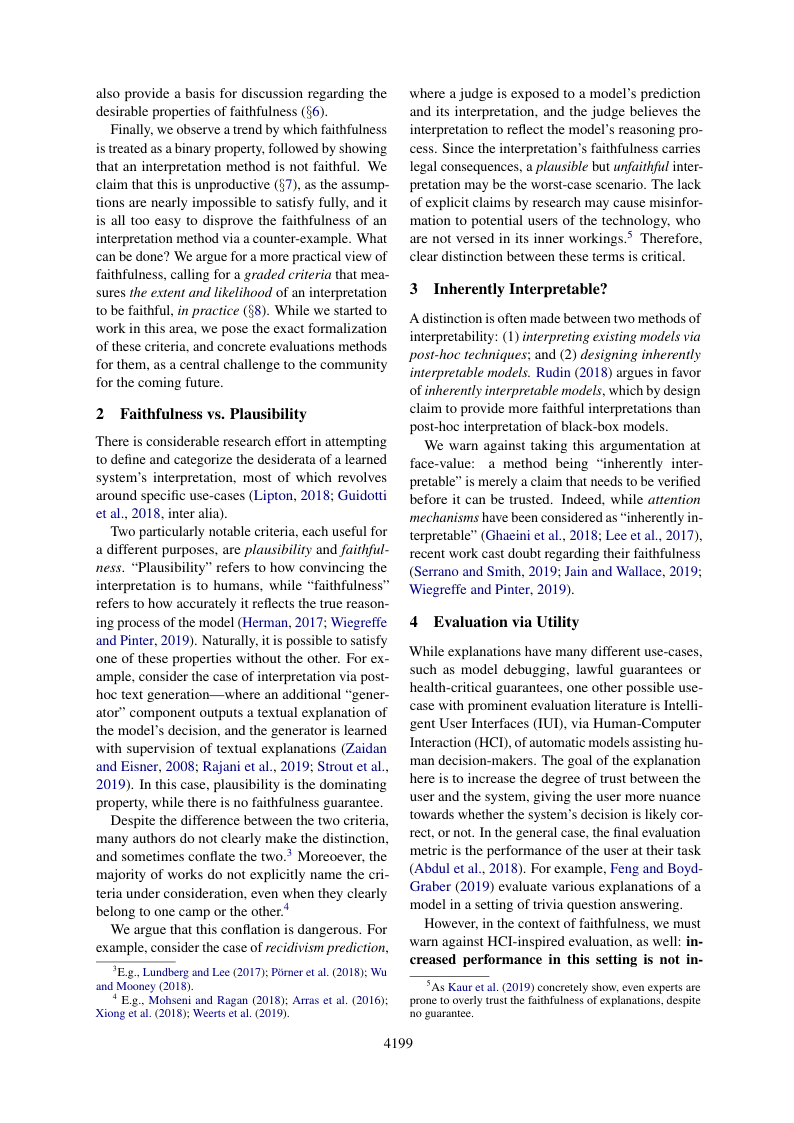 also provide a basis for discussion regarding the
desirable properties of faithfulness (§6).
Finally, we observe a trend by which faithfulness
is treated as a binary property, followed by showing
that an interpretation method is not faithful. We
claim that this is unproductive (§7), as the assump-
tions are nearly impossible to satisfy fully, and it
is all too easy to disprove the faithfulness of an
interpretation method via a counter-example. What
can be done? We argue for a more practical view of
faithfulness, calling for a graded criteria that mea-
sures the extent and likelihood of an interpretation
to be faithful, in practice (§8). While we started to
work in this area, we pose the exact formalization
of these criteria, and concrete evaluations methods
for them, as a central challenge to the community
for the coming future.
2 Faithfulness vs. Plausibility
There is considerable research effort in attempting
to define and categorize the desiderata of a learned
system's interpretation, most of which revolves
around specific use-cases (Lipton, 2018; Guidotti
et al., 2018, inter alia).
Two particularly notable criteria, each useful for
a different purposes, are plausibility and faithful-
ness. “Plausibility” refers to how convincing the
interpretation is to humans, while “faithfulness”
refers to how accurately it reflects the true reason-
ing process of the model (Herman, 2017; Wiegreffe
and Pinter, 2019). Naturally, it is possible to satisfy
one of these properties without the other. For ex-
ample, consider the case of interpretation via post-
hoc text generation—where an additional “gener-
ator” component outputs a textual explanation of
the model's decision, and the generator is learned
with supervision of textual explanations (Zaidan
and Eisner, 2008; Rajani et al., 2019; Strout et al.,
2019). In this case, plausibility is the dominating
property, while there is no faithfulness guarantee.
Despite the difference between the two criteria,
many authors do not clearly make the distinction,
and sometimes conflate the two.3 Moreoever, the
majority of works do not explicitly name the cri-
teria under consideration, even when they clearly
belong to one camp or the other.4
We argue that this conflation is dangerous. For
example, consider the case of recidivism prediction,
3E.g., Lundberg and Lee (2017); Pörner et al. (2018); Wu
and Mooney (2018).
4 E.g., Mohseni and Ragan (2018); Arras et al. (2016);
Xiong et al. (2018); Weerts et al. (2019).
where a judge is exposed to a model's prediction
and its interpretation, and the judge believes the
interpretation to reflect the model's reasoning pro-
cess. Since the interpretation's faithfulness carries
legal consequences, a plausible but unfaithful inter-
pretation may be the worst-case scenario. The lack
of explicit claims by research may cause misinfor-
mation to potential users of the technology, who
are not versed in its inner workings.5 Therefore,
clear distinction between these terms is critical.
3 Inherently Interpretable?
A distinction is often made between two methods of
interpretability: (1) interpreting existing models via
post-hoc techniques; and (2) designing inherently
interpretable models. Rudin (2018) argues in favor
of inherently interpretable models, which by design
claim to provide more faithful interpretations than
post-hoc interpretation of black-box models.
We warn against taking this argumentation at
face-value: a method being “inherently inter-
pretable” is merely a claim that needs to be verified
before it can be trusted. Indeed, while attention
mechanisms have been considered as “inherently in-
terpretable” (Ghaeini et al., 2018; Lee et al., 2017),
recent work cast doubt regarding their faithfulness
(Serrano and Smith, 2019; Jain and Wallace, 2019;
Wiegreffe and Pinter, 2019).
4 Evaluation via Utility
While explanations have many different use-cases,
such as model debugging, lawful guarantees or
health-critical guarantees, one other possible use-
case with prominent evaluation literature is Intelli-
gent User Interfaces (IUI), via Human-Computer
Interaction (HCI), of automatic models assisting hu-
man decision-makers. The goal of the explanation
here is to increase the degree of trust between the
user and the system, giving the user more nuance
towards whether the system's decision is likely cor-
rect, or not. In the general case, the final evaluation
metric is the performance of the user at their task
(Abdul et al., 2018). For example, Feng and Boyd-
Graber (2019) evaluate various explanations of a
model in a setting of trivia question answering.
However, in the context of faithfulness, we must
warn against HCI-inspired evaluation, as well: in-
creased performance in this setting is not in-
5As Kaur et al. (2019) concretely show, even experts are
prone to overly trust the faithfulness of explanations, despite
no guarantee.
4199